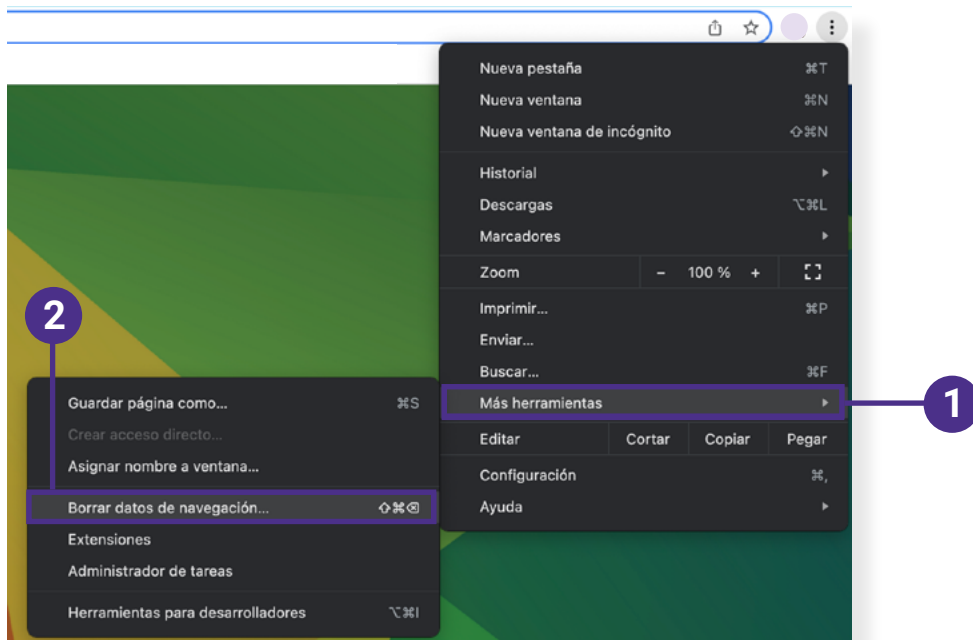 Nueva pestaña ⌘T
Nueva ventana ⌘N
Nueva ventana de incógnito ⇧⌘N
Historial
Descargas ⌥⌘L
Marcadores
Zoom − 100 % +
Imprimir... ⌘P
Enviar...
Buscar... ⌘F
Más herramientas
1
Editar Cortar Copiar Pegar
Configuración ⌘,
Ayuda
2
Guardar página como... ⌘S
Crear acceso directo...
Asignar nombre a ventana...
Borrar datos de navegación... ⇧⌘⌫
Extensiones
Administrador de tareas
Herramientas para desarrolladores ⌥⌘I